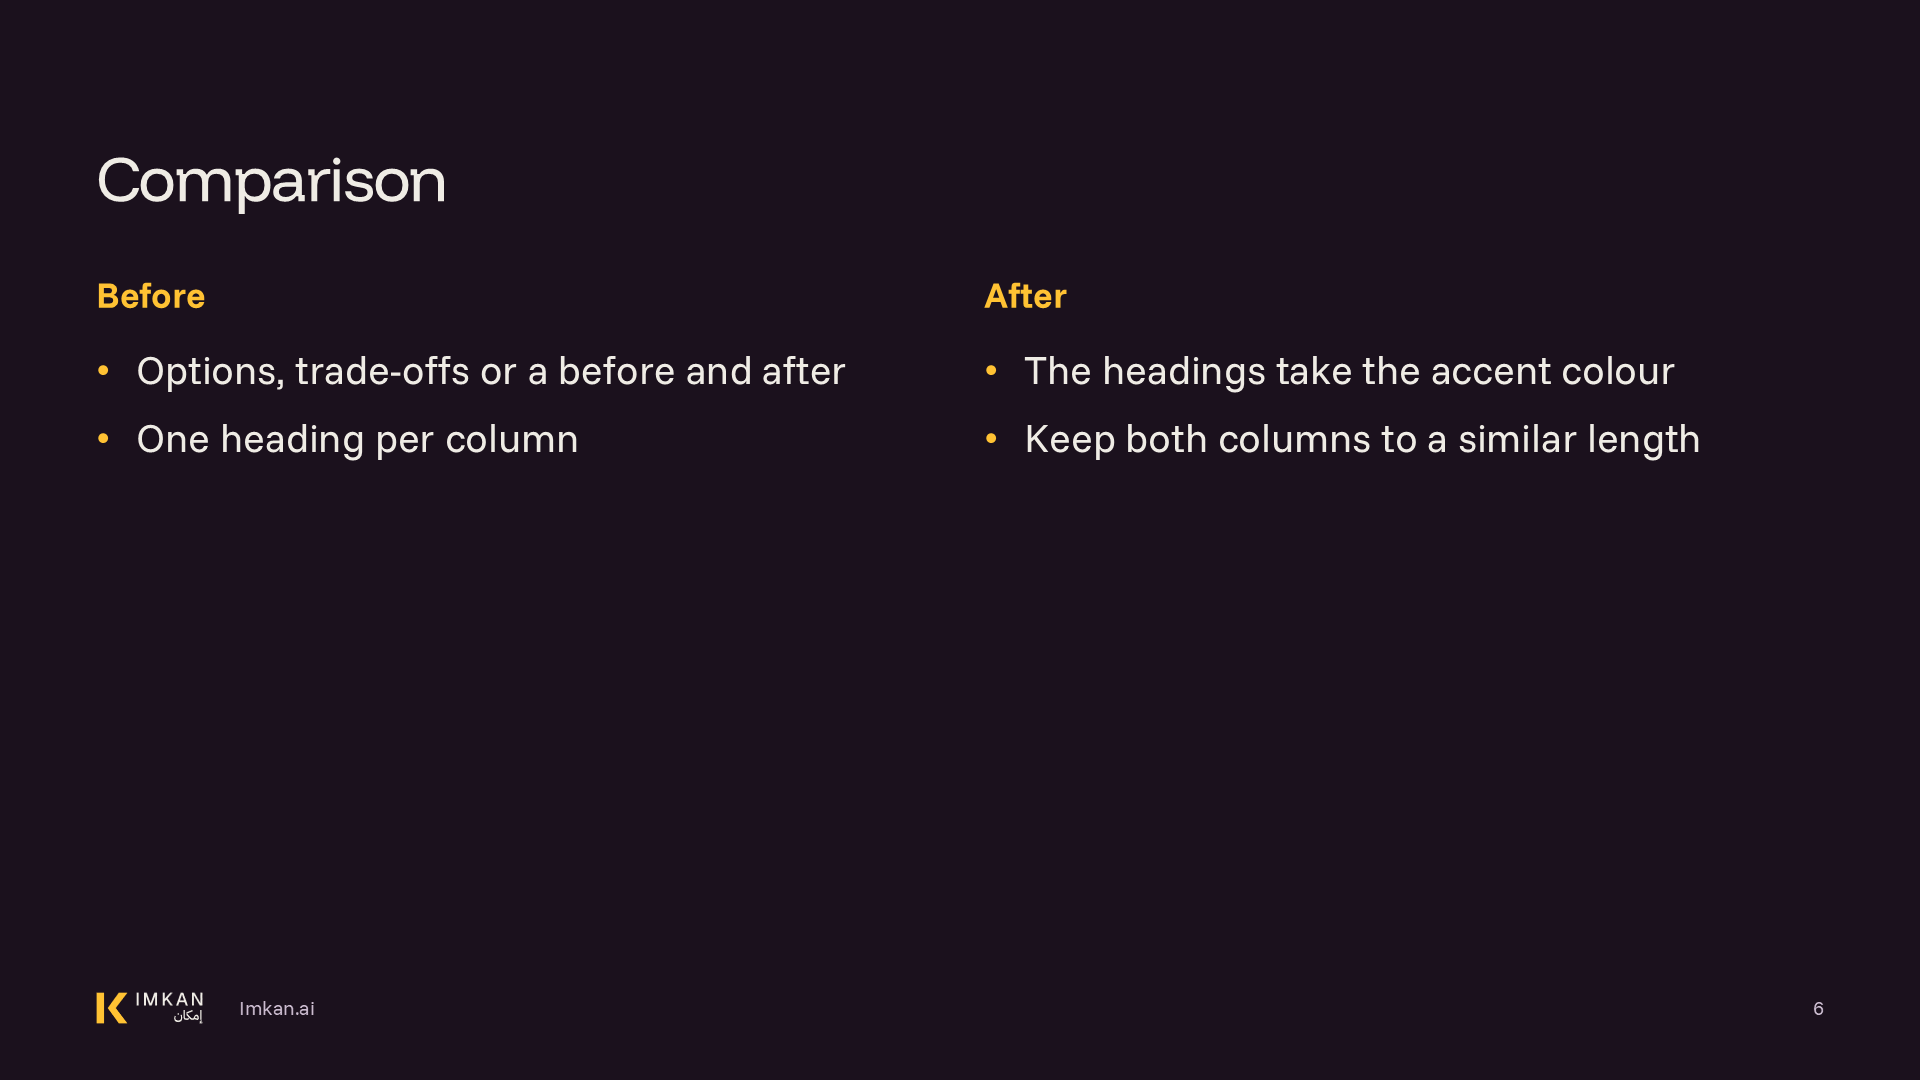 Comparison
Before
• Options, trade-offs or a before and after
• One heading per column
After
• The headings take the accent colour
• Keep both columns to a similar length
IMKAN
إمكان
Imkan.ai
6